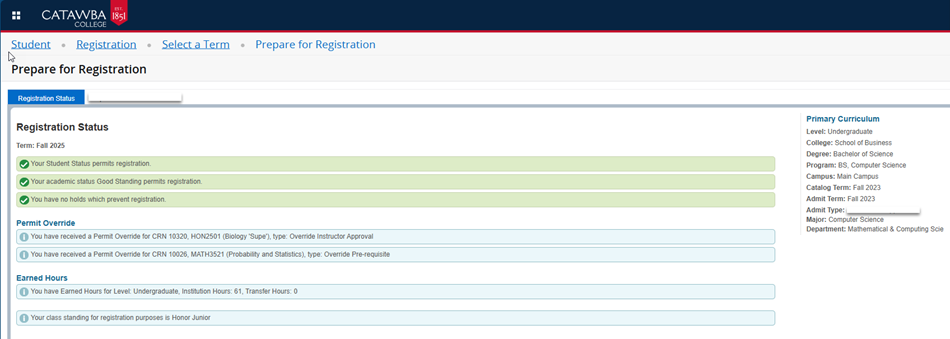 CATAWBA
COLLEGE
EST.
1851
Student • Registration • Select a Term • Prepare for Registration
Prepare for Registration
Registration Status
Registration Status
Term: Fall 2025
Your Student Status permits registration.
Your academic status Good Standing permits registration.
You have no holds which prevent registration.
Permit Override
You have received a Permit Override for CRN 10320, HON2501 (Biology 'Supe'), type: Override Instructor Approval
You have received a Permit Override for CRN 10026, MATH3521 (Probability and Statistics), type: Override Pre-requisite
Earned Hours
You have Earned Hours for Level: Undergraduate, Institution Hours: 61, Transfer Hours: 0
Your class standing for registration purposes is Honor Junior
Primary Curriculum
Level: Undergraduate
College: School of Business
Degree: Bachelor of Science
Program: BS, Computer Science
Campus: Main Campus
Catalog Term: Fall 2023
Admit Term: Fall 2023
Admit Type:
Major: Computer Science
Department: Mathematical & Computing Scie